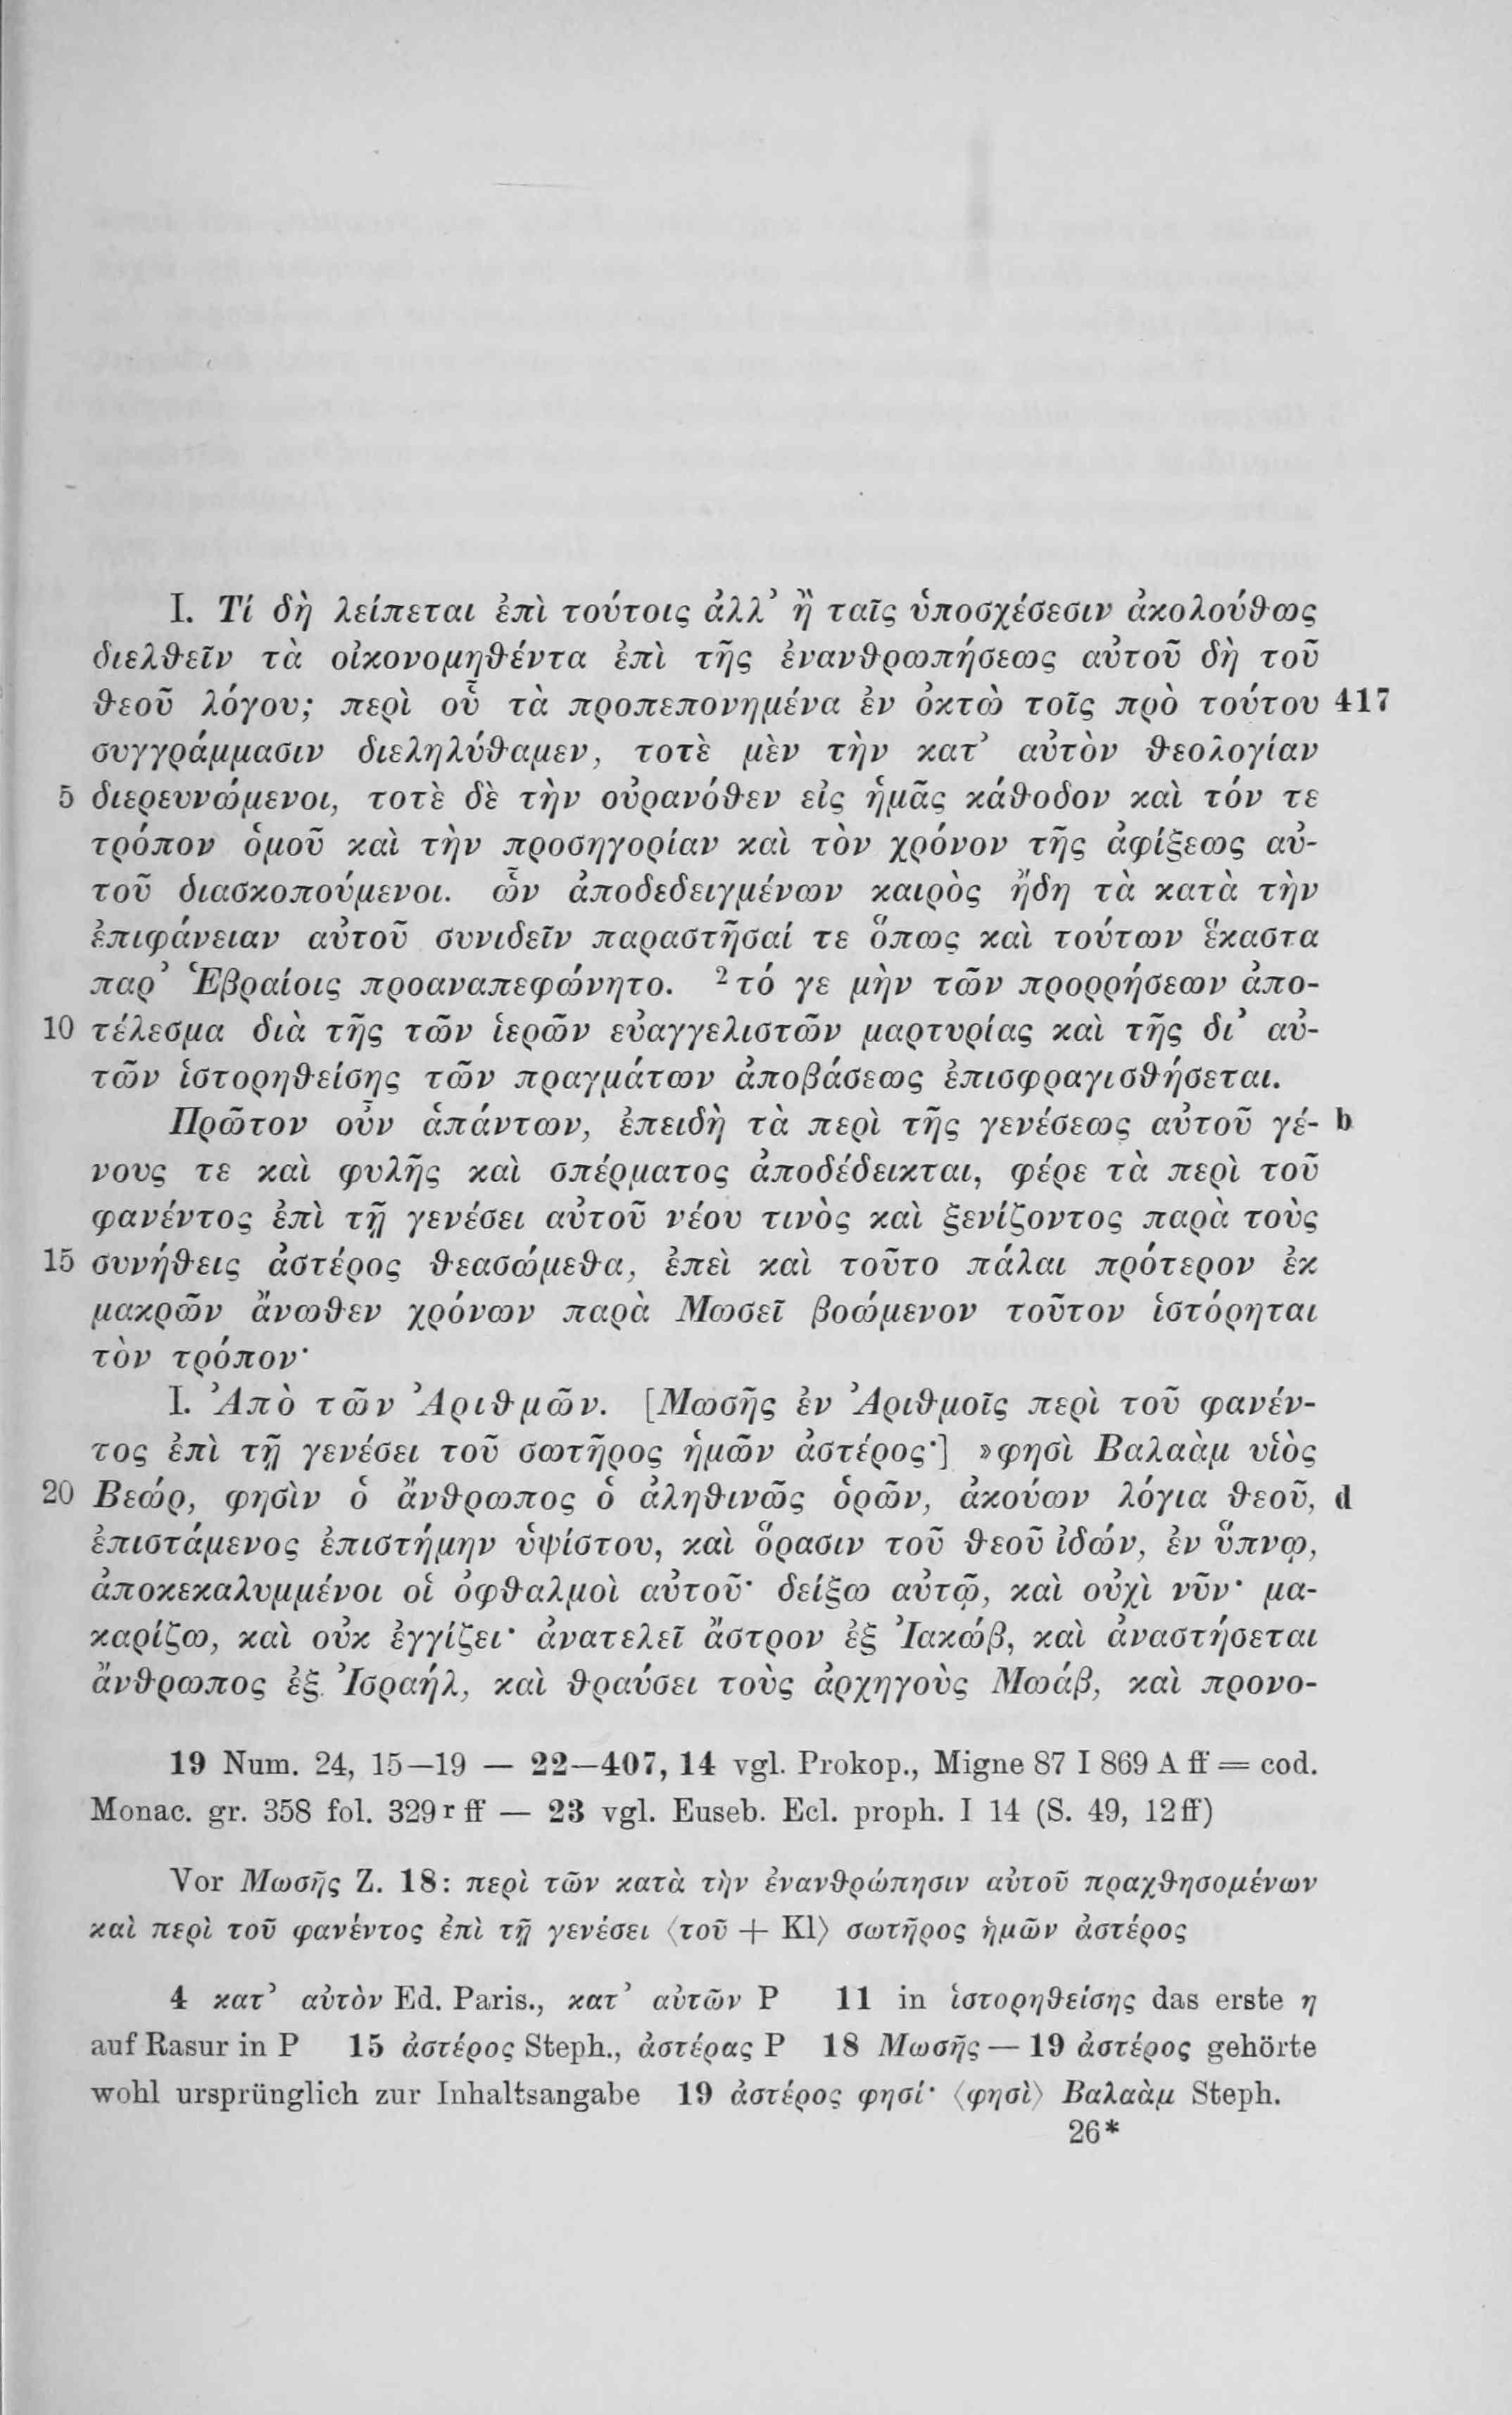 I. Τί δὴ λείπεται ἐπὶ τούτοις ἀλλ’ ἢ ταῖς ὑποσχέσεσιν ἀκολούθως
διελθεῖν τὰ οἰκονομηθέντα ἐπὶ τῆς ἐνανθρωπήσεως αὐτοῦ δὴ τοῦ
θεοῦ λόγου; περὶ οὗ τὰ προπεπονημένα ἐν ὀκτὼ τοῖς πρὸ τούτου 417
συγγράμμασιν διεληλύθαμεν, τοτὲ μὲν τὴν κατ’ αὐτὸν θεολογίαν
5 διερευνώμενοι, τοτὲ δὲ τὴν οὐρανόθεν εἰς ἡμᾶς κάθοδον καὶ τόν τε
τρόπον ὁμοῦ καὶ τὴν προσηγορίαν καὶ τὸν χρόνον τῆς ἀφίξεως αὐ-
τοῦ διασκοπούμενοι. ὧν ἀποδεδειγμένων καιρὸς ἤδη τὰ κατὰ τὴν
ἐπιφάνειαν αὐτοῦ συνιδεῖν παραστῆσαί τε ὅπως καὶ τούτων ἕκαστα
παρ’ Ἑβραίοις προαναπεφώνητο. ²τό γε μὴν τῶν προρρήσεων ἀπο-
10 τέλεσμα διὰ τῆς τῶν ἱερῶν εὐαγγελιστῶν μαρτυρίας καὶ τῆς δι’ αὐ-
τῶν ἱστορηθείσης τῶν πραγμάτων ἀποβάσεως ἐπισφραγισθήσεται.
Πρῶτον οὖν ἁπάντων, ἐπειδὴ τὰ περὶ τῆς γενέσεως αὐτοῦ γέ- b
νους τε καὶ φυλῆς καὶ σπέρματος ἀποδέδεικται, φέρε τὰ περὶ τοῦ
φανέντος ἐπὶ τῇ γενέσει αὐτοῦ νέου τινὸς καὶ ξενίζοντος παρὰ τοὺς
15 συνήθεις ἀστέρος θεασώμεθα, ἐπεὶ καὶ τοῦτο πάλαι πρότερον ἐκ
μακρῶν ἄνωθεν χρόνων παρὰ Μωσεῖ βοώμενον τοῦτον ἱστόρηται
τὸν τρόπον·
I. Ἀπὸ τῶν Ἀριθμῶν. [Μωσῆς ἐν Ἀριθμοῖς περὶ τοῦ φανέν-
τος ἐπὶ τῇ γενέσει τοῦ σωτῆρος ἡμῶν ἀστέρος·] »φησὶ Βαλαὰμ υἱὸς
20 Βεώρ, φησὶν ὁ ἄνθρωπος ὁ ἀληθινῶς ὁρῶν, ἀκούων λόγια θεοῦ, d
ἐπιστάμενος ἐπιστήμην ὑψίστου, καὶ ὅρασιν τοῦ θεοῦ ἰδών, ἐν ὕπνῳ,
ἀποκεκαλυμμένοι οἱ ὀφθαλμοὶ αὐτοῦ· δείξω αὐτῷ, καὶ οὐχὶ νῦν· μα-
καρίζω, καὶ οὐκ ἐγγίζει· ἀνατελεῖ ἄστρον ἐξ Ἰακώβ, καὶ ἀναστήσεται
ἄνθρωπος ἐξ Ἰσραήλ, καὶ θραύσει τοὺς ἀρχηγοὺς Μωάβ, καὶ προνο-
19 Num. 24, 15—19 — 22—407, 14 vgl. Prokop., Migne 87 I 869 A ff = cod.
Monac. gr. 358 fol. 329 r ff — 23 vgl. Euseb. Ecl. proph. I 14 (S. 49, 12 ff)
Vor Μωσῆς Z. 18: περὶ τῶν κατὰ τὴν ἐνανθρώπησιν αὐτοῦ πραχθησομένων
καὶ περὶ τοῦ φανέντος ἐπὶ τῇ γενέσει ⟨τοῦ + Kl⟩ σωτῆρος ἡμῶν ἀστέρος
4 κατ’ αὐτὸν Ed. Paris., κατ’ αὐτῶν P 11 in ἱστορηθείσης das erste η
auf Rasur in P 15 ἀστέρος Steph., ἀστέρας P 18 Μωσῆς — 19 ἀστέρος gehörte
wohl ursprünglich zur Inhaltsangabe 19 ἀστέρος φησί· ⟨φησὶ⟩ Βαλαὰμ Steph.
26*